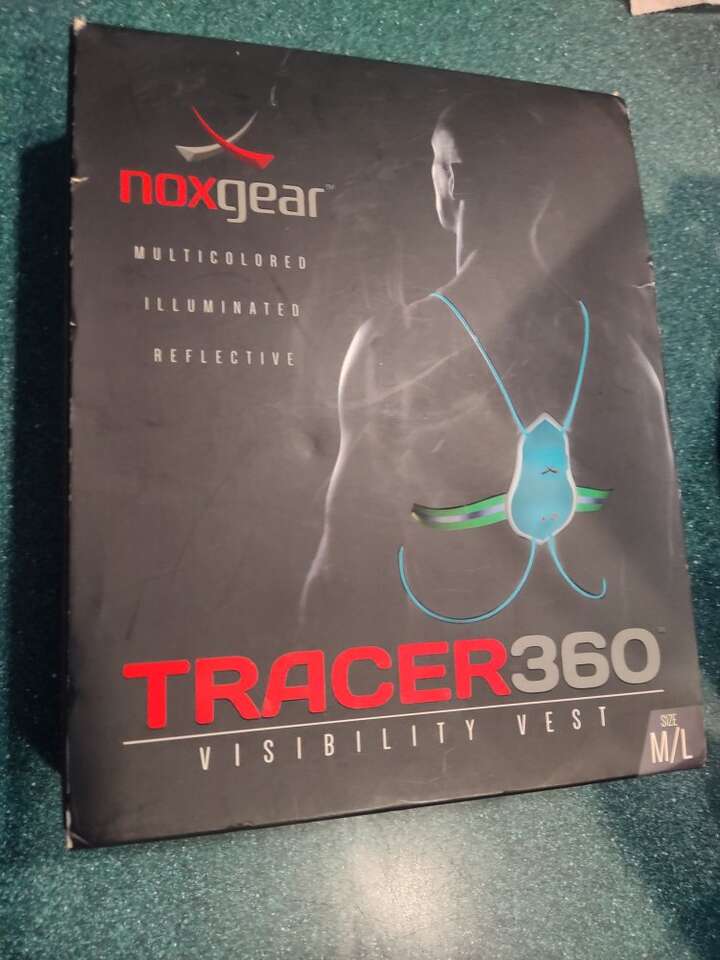 noxgear™
MULTICOLORED
ILLUMINATED
REFLECTIVE
TRACER360™
VISIBILITY VEST
SIZE
M/L